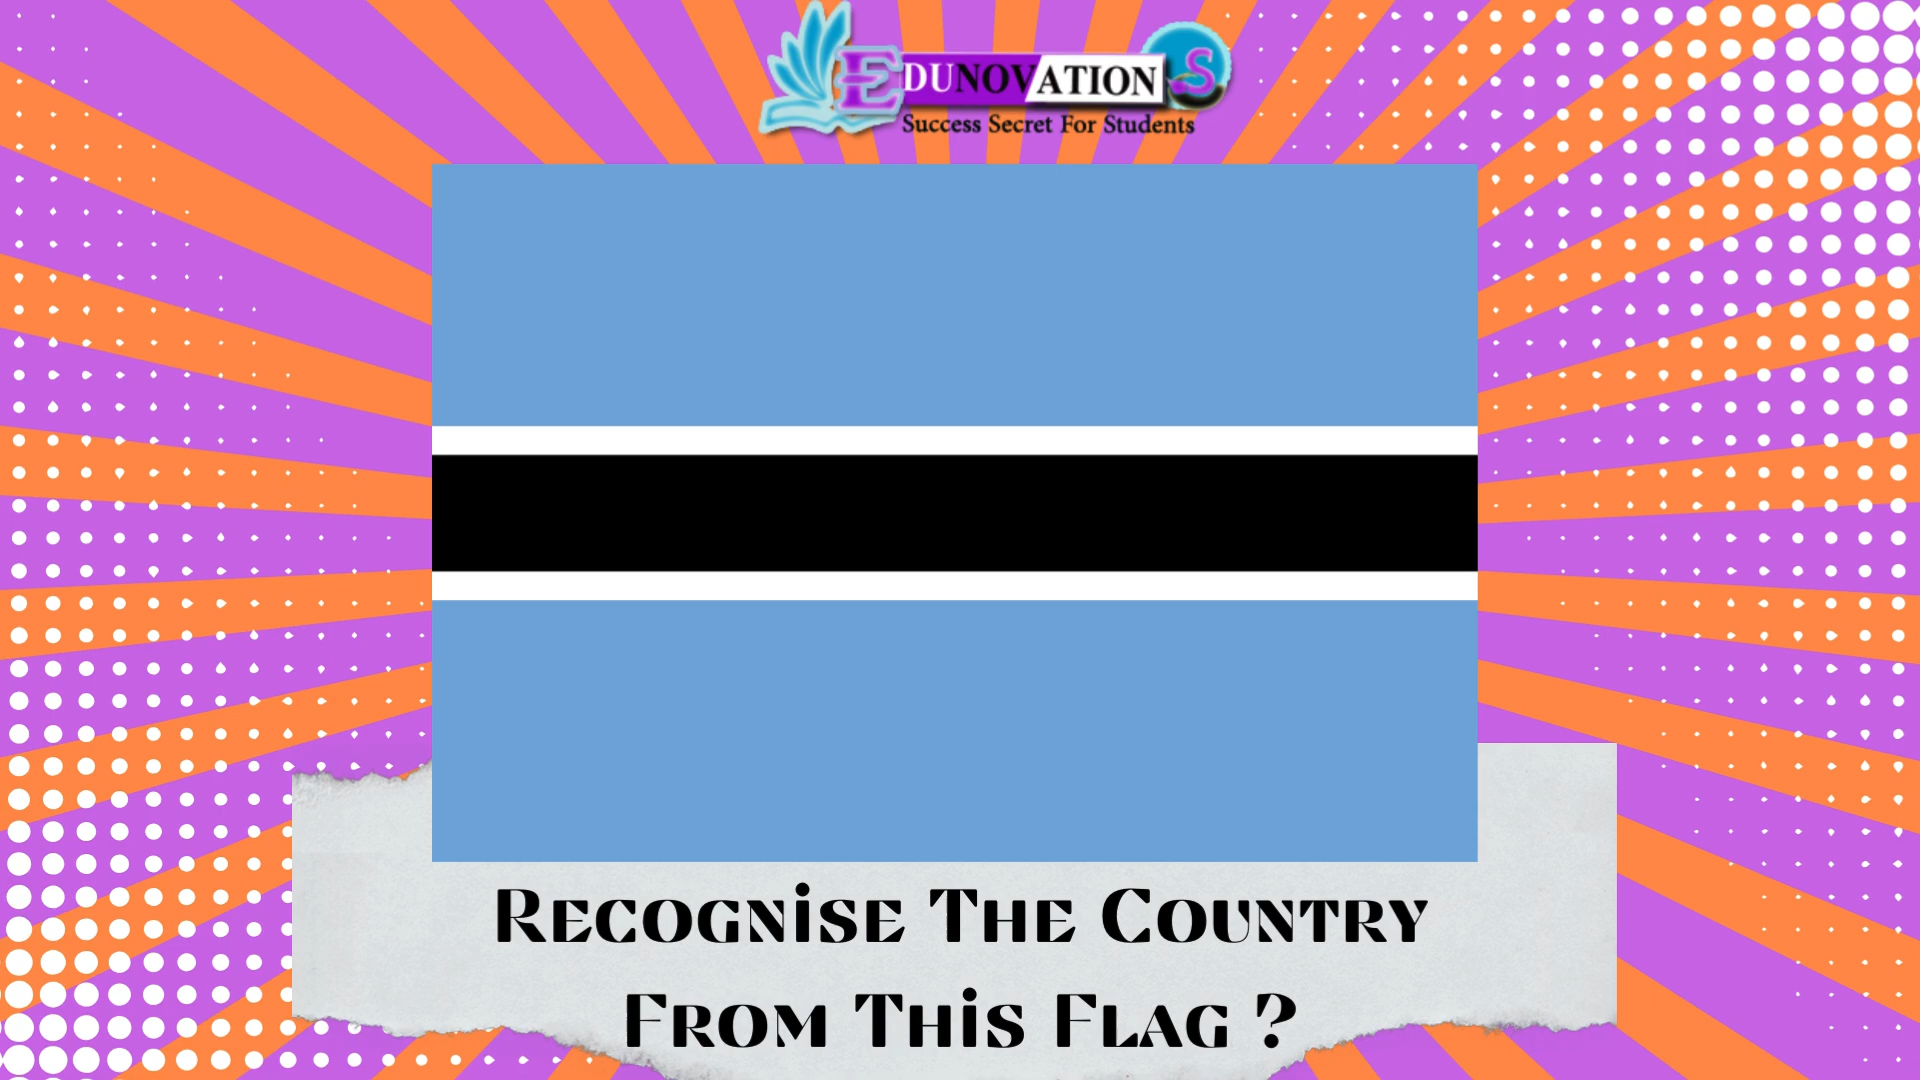 EDUNOVATIONS
Success Secret For Students
Recognise The Country
From This Flag ?